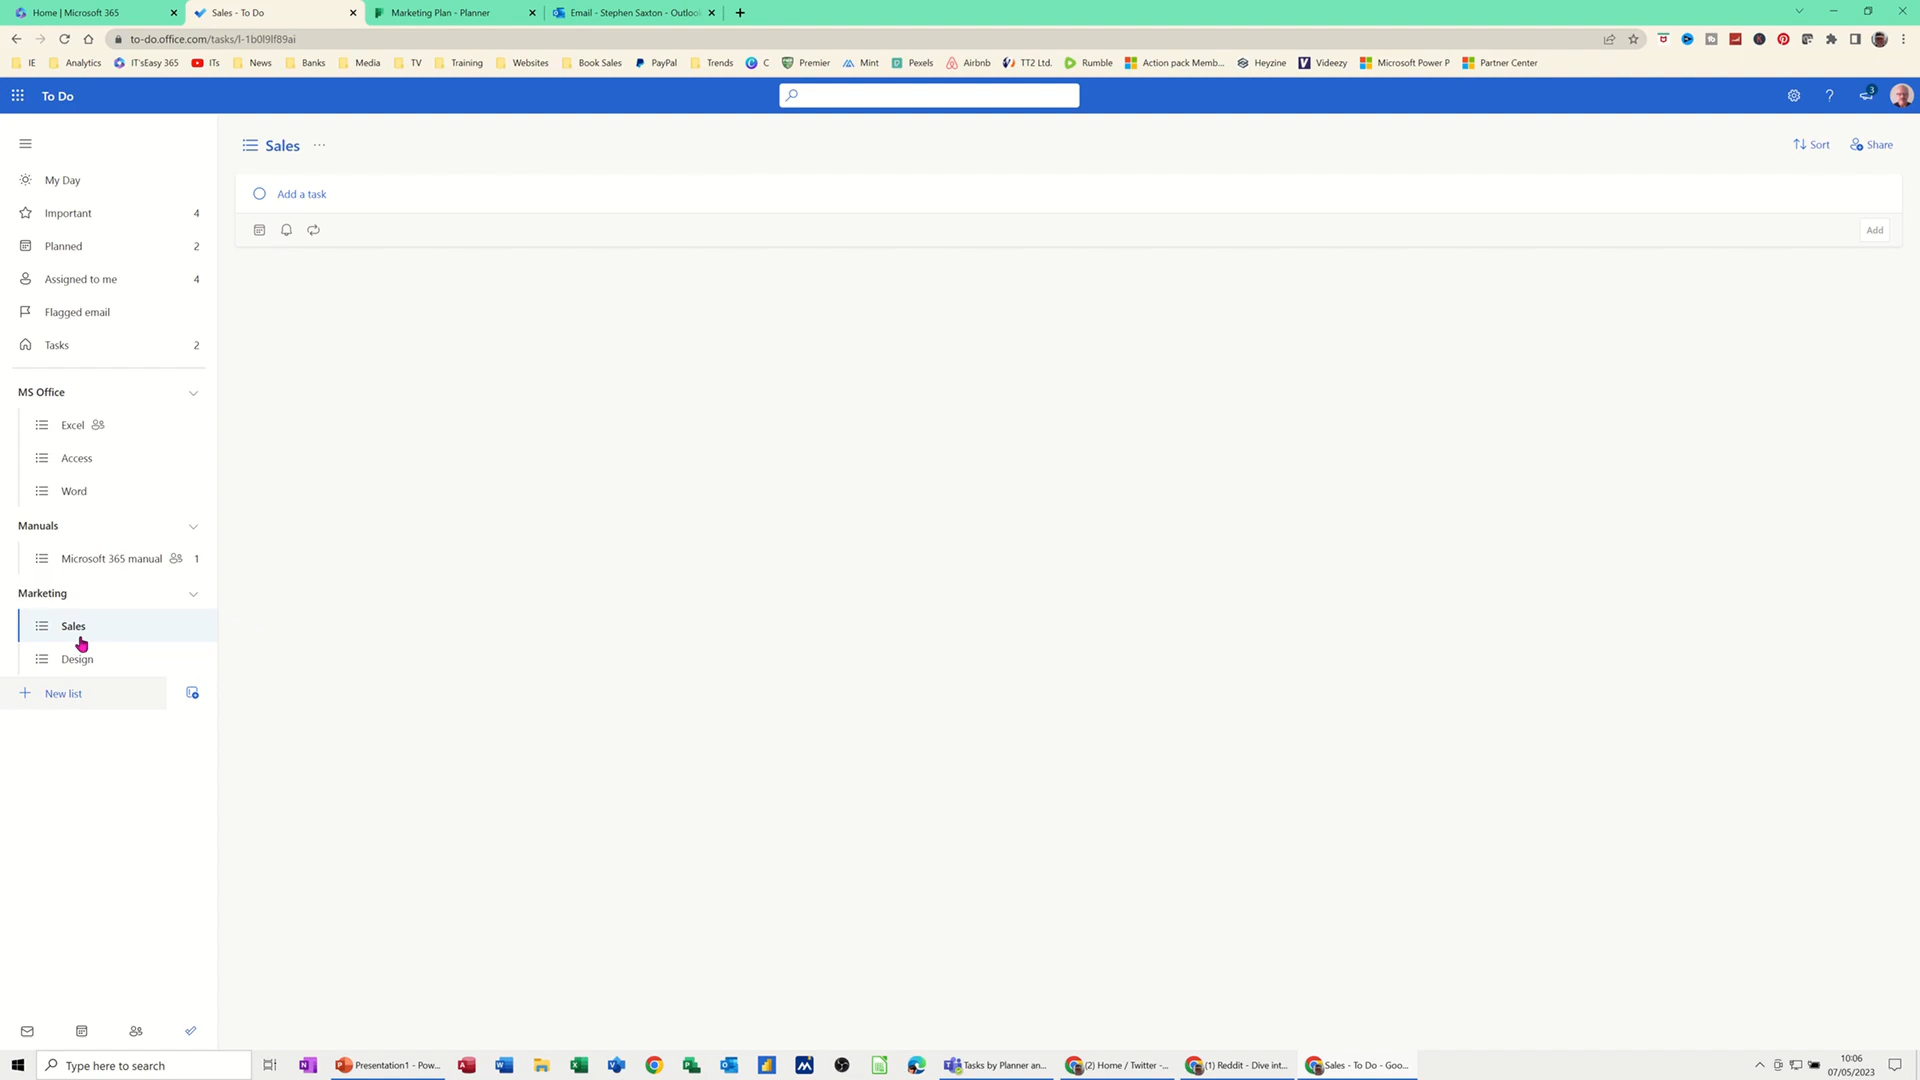 Home | Microsoft 365
Sales - To Do
Marketing Plan - Planner
Email - Stephen Saxton - Outlook
to-do.office.com/tasks/l-1b0l9lf89ai
IE
Analytics
IT'sEasy 365
ITs
News
Banks
Media
TV
Training
Websites
Book Sales
PayPal
Trends
C
Premier
Mint
Pexels
Airbnb
TT2 Ltd.
Rumble
Action pack Memb...
Heyzine
Videezy
Microsoft Power P
Partner Center
To Do
3
Sales
Sort
Share
My Day
Add a task
Important 4
Add
Planned 2
Assigned to me 4
Flagged email
Tasks 2
MS Office
Excel
Access
Word
Manuals
Microsoft 365 manual 1
Marketing
Sales
Design
New list
Type here to search
Presentation1 - Pow...
Tasks by Planner an...
(2) Home / Twitter -...
(1) Reddit - Dive int...
Sales - To Do - Goo...
10:06
07/05/2023